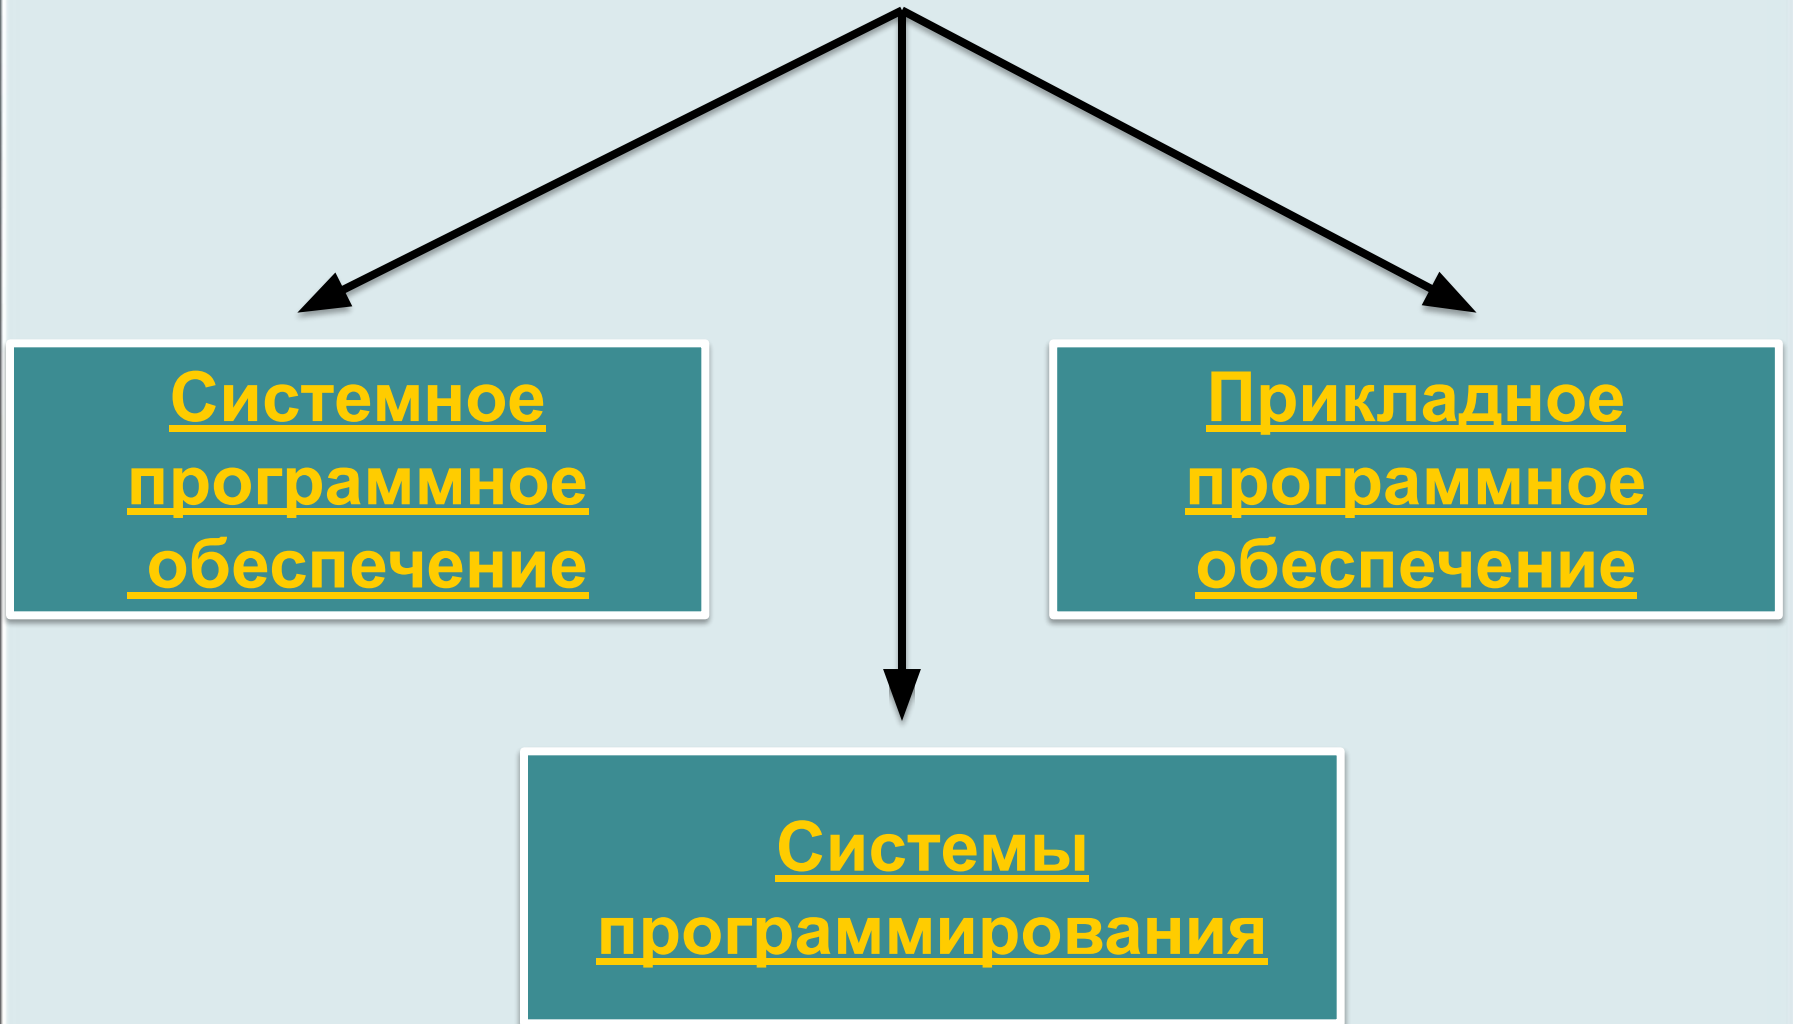 Системное
программное
обеспечение
Прикладное
программное
обеспечение
Системы
программирования